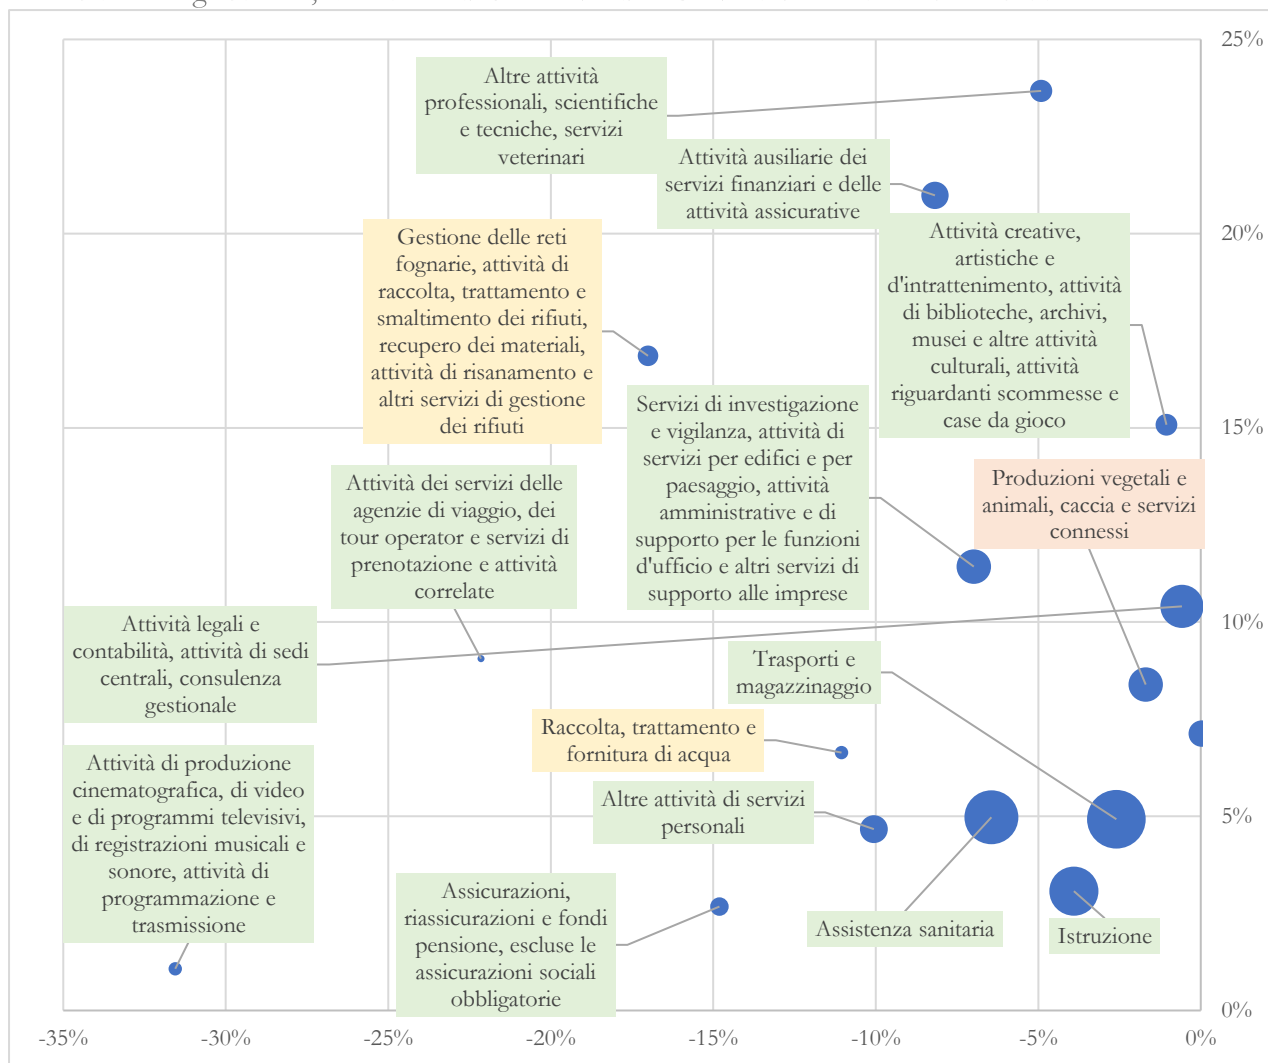 25%
Altre attività
professionali, scientifiche
e tecniche, servizi
veterinari
Attività ausiliarie dei
servizi finanziari e delle
attività assicurative
20%
Gestione delle reti
fognarie, attività di
raccolta, trattamento e
smaltimento dei rifiuti,
recupero dei materiali,
attività di risanamento e
altri servizi di gestione
dei rifiuti
Attività creative,
artistiche e
d'intrattenimento, attività
di biblioteche, archivi,
musei e altre attività
culturali, attività
riguardanti scommesse e
case da gioco
15%
Servizi di investigazione
e vigilanza, attività di
servizi per edifici e per
paesaggio, attività
amministrative e di
supporto per le funzioni
d'ufficio e altri servizi di
supporto alle imprese
Attività dei servizi delle
agenzie di viaggio, dei
tour operator e servizi di
prenotazione e attività
correlate
Produzioni vegetali e
animali, caccia e servizi
connessi
10%
Attività legali e
contabilità, attività di sedi
centrali, consulenza
gestionale
Trasporti e
magazzinaggio
Raccolta, trattamento e
fornitura di acqua
Attività di produzione
cinematografica, di video
e di programmi televisivi,
di registrazioni musicali e
sonore, attività di
programmazione e
trasmissione
Altre attività di servizi
personali
5%
Assicurazioni,
riassicurazioni e fondi
pensione, escluse le
assicurazioni sociali
obbligatorie
Assistenza sanitaria
Istruzione
0%
-35%
-30%
-25%
-20%
-15%
-10%
-5%
0%